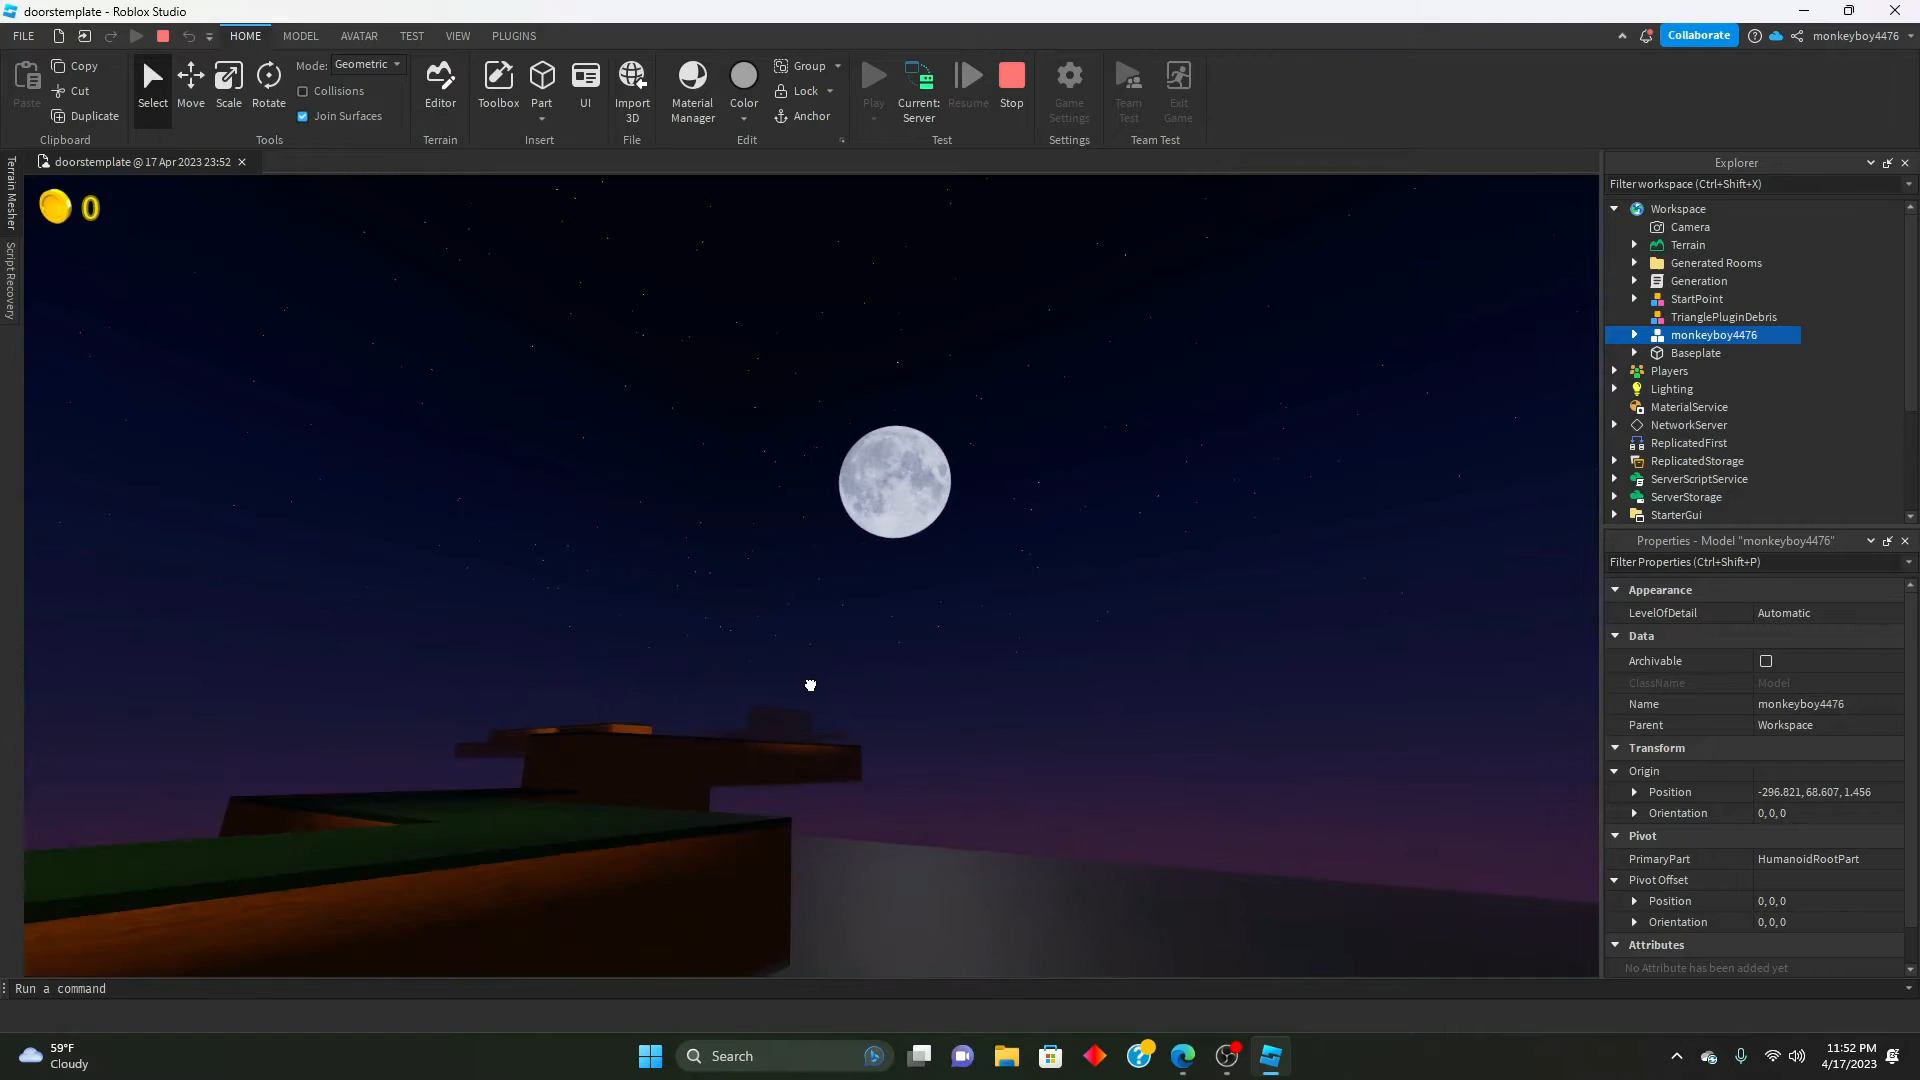 doorstemplate - Roblox Studio
FILE HOME MODEL AVATAR TEST VIEW PLUGINS Collaborate monkeyboy4476
Paste Copy Cut Duplicate Clipboard
Select Move Scale Rotate Mode: Geometric Collisions Join Surfaces Tools
Editor Terrain
Toolbox Part UI Insert
Import 3D File
Material Manager Color Group Lock Anchor Edit
Play Current: Server Resume Stop Test
Game Settings Settings
Team Test Exit Game Team Test
doorstemplate @ 17 Apr 2023 23:52
Terrain Mesher
Script Recovery
0
Explorer
Filter workspace (Ctrl+Shift+X)
Workspace
Camera
Terrain
Generated Rooms
Generation
StartPoint
TrianglePluginDebris
monkeyboy4476
Baseplate
Players
Lighting
MaterialService
NetworkServer
ReplicatedFirst
ReplicatedStorage
ServerScriptService
ServerStorage
StarterGui
Properties - Model "monkeyboy4476"
Filter Properties (Ctrl+Shift+P)
Appearance
LevelOfDetail Automatic
Data
Archivable
ClassName Model
Name monkeyboy4476
Parent Workspace
Transform
Origin
Position -296.821, 68.607, 1.456
Orientation 0, 0, 0
Pivot
PrimaryPart HumanoidRootPart
Pivot Offset
Position 0, 0, 0
Orientation 0, 0, 0
Attributes
No Attribute has been added yet
Run a command
59°F
Cloudy
Search
11:52 PM
4/17/2023